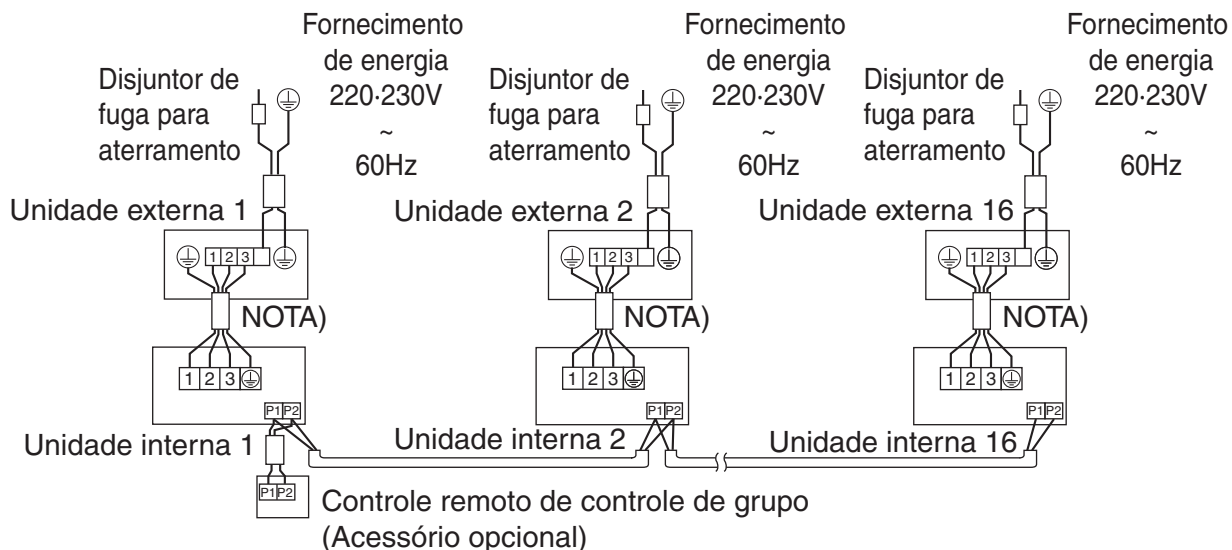 Fornecimento
de energia
220·230V
~
60Hz
Disjuntor de
fuga para
aterramento
Fornecimento
de energia
220·230V
~
60Hz
Disjuntor de
fuga para
aterramento
Fornecimento
de energia
220·230V
~
60Hz
Disjuntor de
fuga para
aterramento
Unidade externa 1
Unidade externa 2
Unidade externa 16
1 2 3
1 2 3
1 2 3
NOTA)
NOTA)
NOTA)
1 2 3
1 2 3
1 2 3
P1 P2
P1 P2
P1 P2
Unidade interna 1
Unidade interna 2
Unidade interna 16
P1 P2
Controle remoto de controle de grupo
(Acessório opcional)